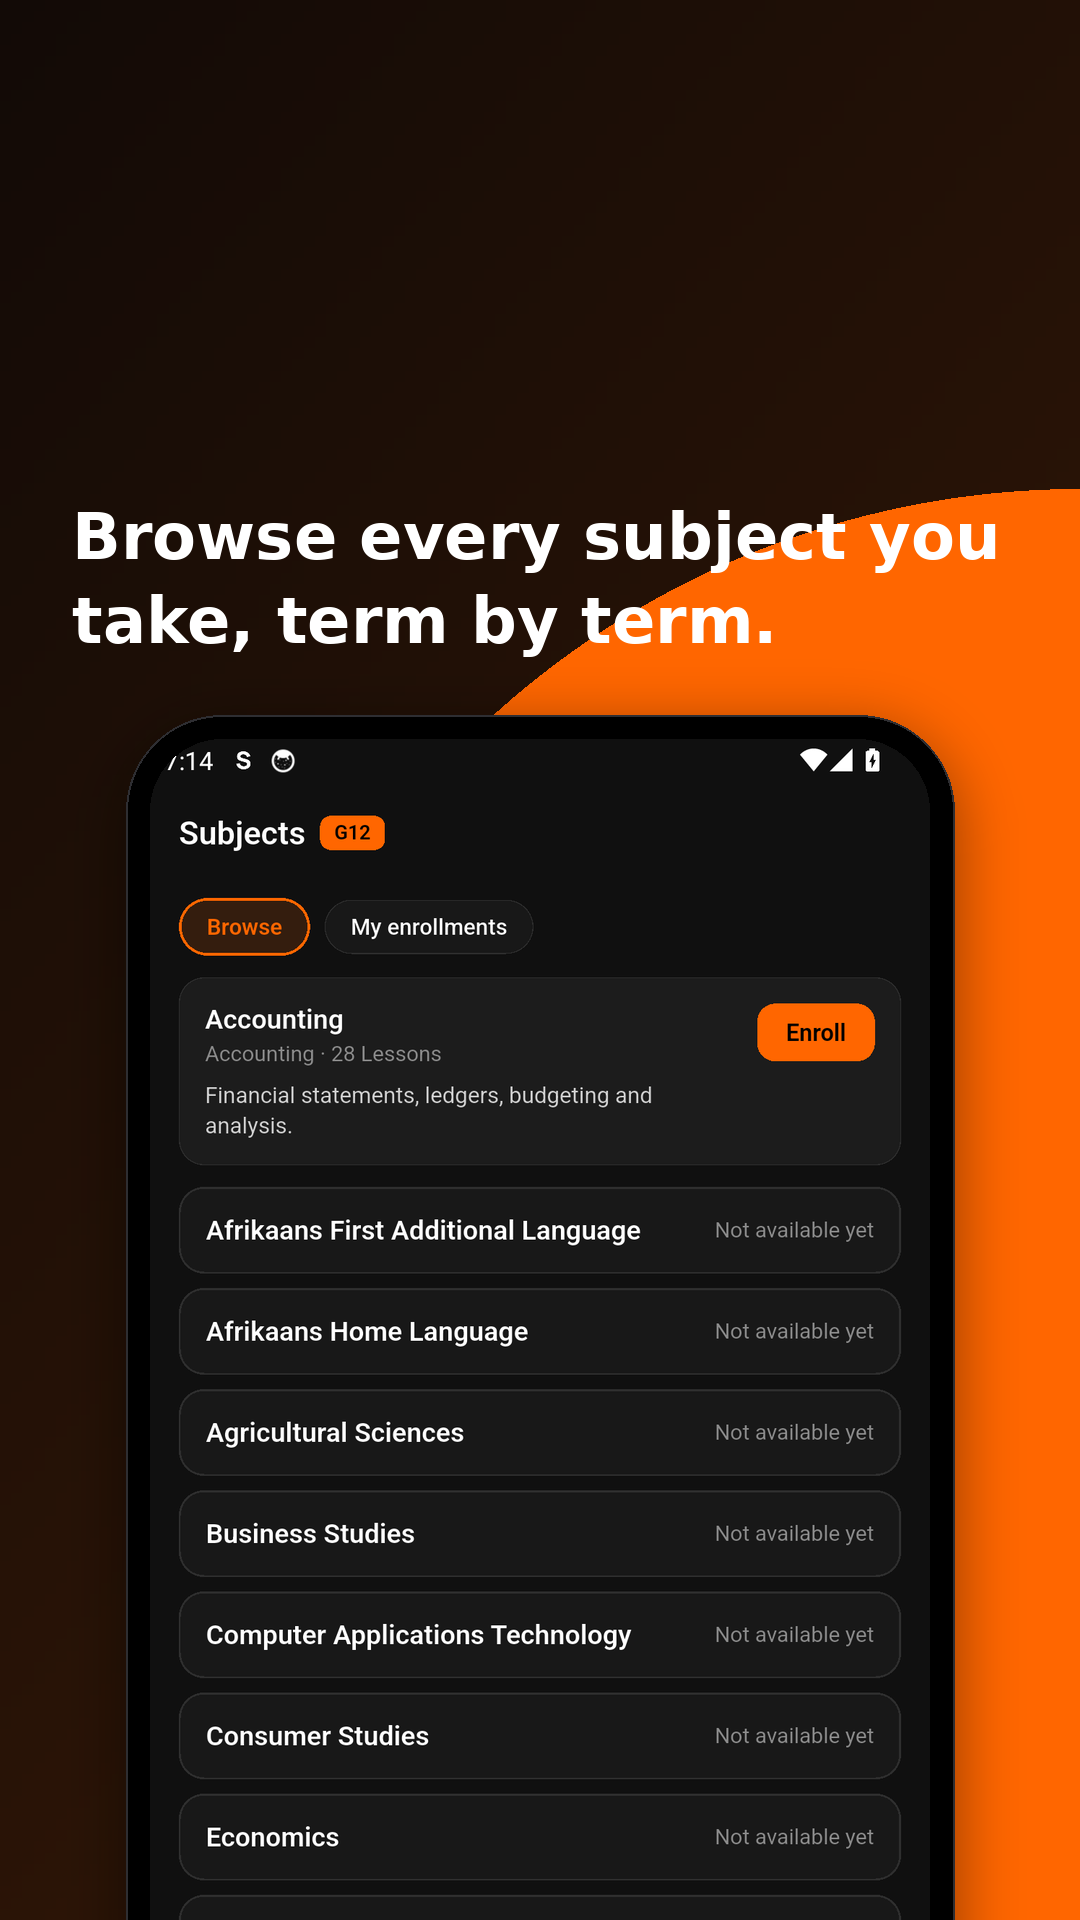 Browse every subject you
take, term by term.
7:14 S
Subjects G12
Browse My enrollments
Accounting
Enroll
Accounting · 28 Lessons
Financial statements, ledgers, budgeting and
analysis.
Afrikaans First Additional Language Not available yet
Afrikaans Home Language Not available yet
Agricultural Sciences Not available yet
Business Studies Not available yet
Computer Applications Technology Not available yet
Consumer Studies Not available yet
Economics Not available yet